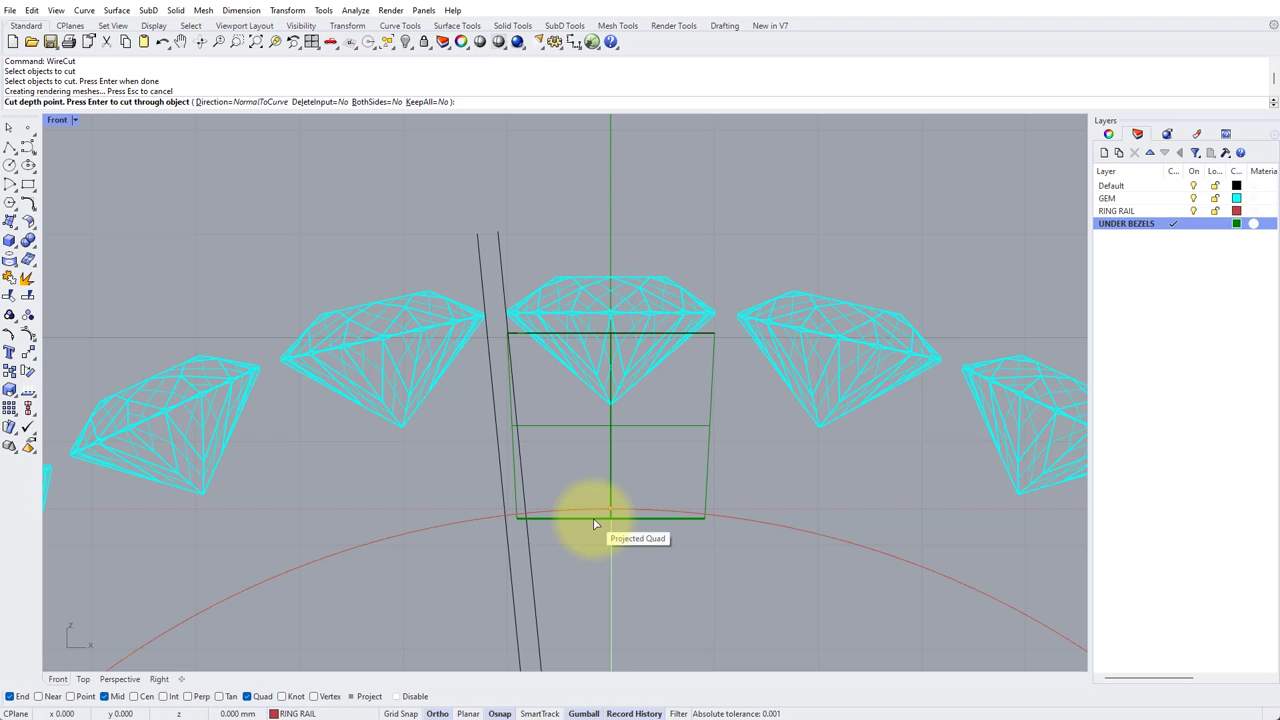 File Edit View Curve Surface SubD Solid Mesh Dimension Transform Tools Analyze Render Panels Help
Standard CPlanes Set View Display Select Viewport Layout Visibility Transform Curve Tools Surface Tools Solid Tools SubD Tools Mesh Tools Render Tools Drafting New in V7
Command: WireCut
Select objects to cut
Select objects to cut. Press Enter when done
Creating rendering meshes... Press Esc to cancel
Cut depth point. Press Enter to cut through object ( Direction=NormalToCurve DeleteInput=No BothSides=No KeepAll=No ):
Front
Layers
Layer C... On Lo... C... Materia
Default
GEM
RING RAIL
UNDER BEZELS
Projected Quad
z
x
Front Top Perspective Right
End Near Point Mid Cen Int Perp Tan Quad Knot Vertex Project Disable
CPlane x 0.000 y 0.000 z 0.000 mm RING RAIL Grid Snap Ortho Planar Osnap SmartTrack Gumball Record History Filter Absolute tolerance: 0.001